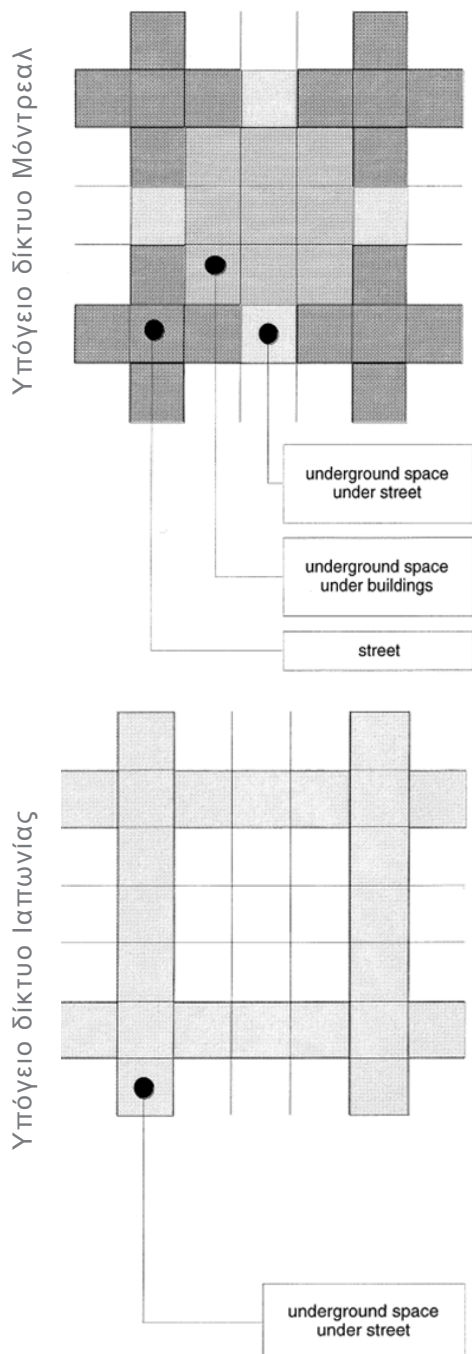 Υπόγειο δίκτυο Μόντρεαλ
underground space
under street
underground space
under buildings
street
Υπόγειο δίκτυο Ιαπωνίας
underground space
under street